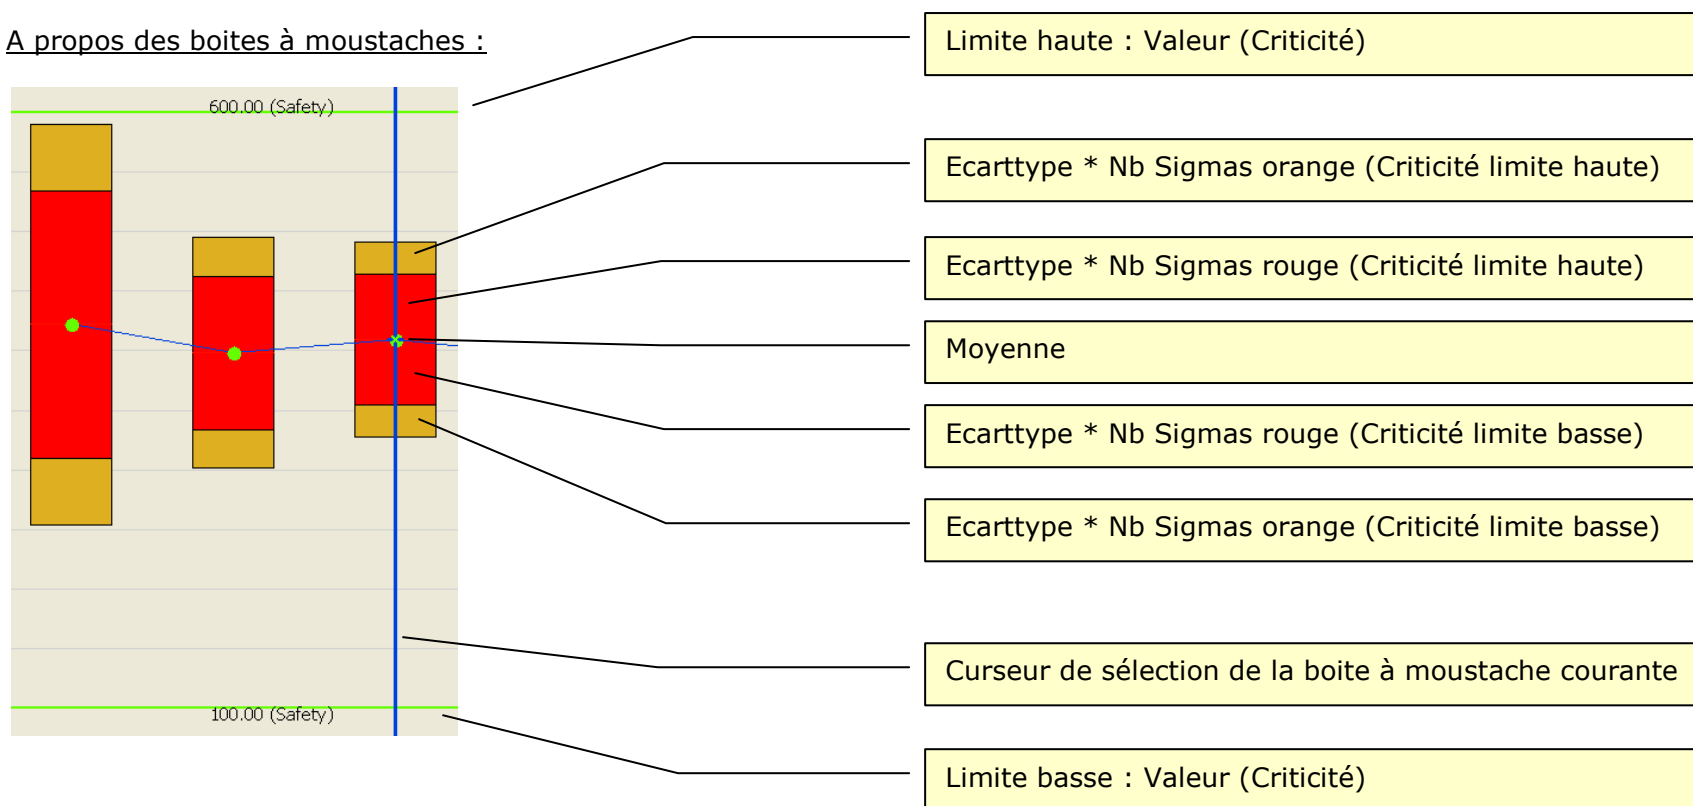 A propos des boites à moustaches :
Limite haute : Valeur (Criticité)
600.00 (Safety)
Ecarttype * Nb Sigmas orange (Criticité limite haute)
Ecarttype * Nb Sigmas rouge (Criticité limite haute)
Moyenne
Ecarttype * Nb Sigmas rouge (Criticité limite basse)
Ecarttype * Nb Sigmas orange (Criticité limite basse)
Curseur de sélection de la boite à moustache courante
100.00 (Safety)
Limite basse : Valeur (Criticité)